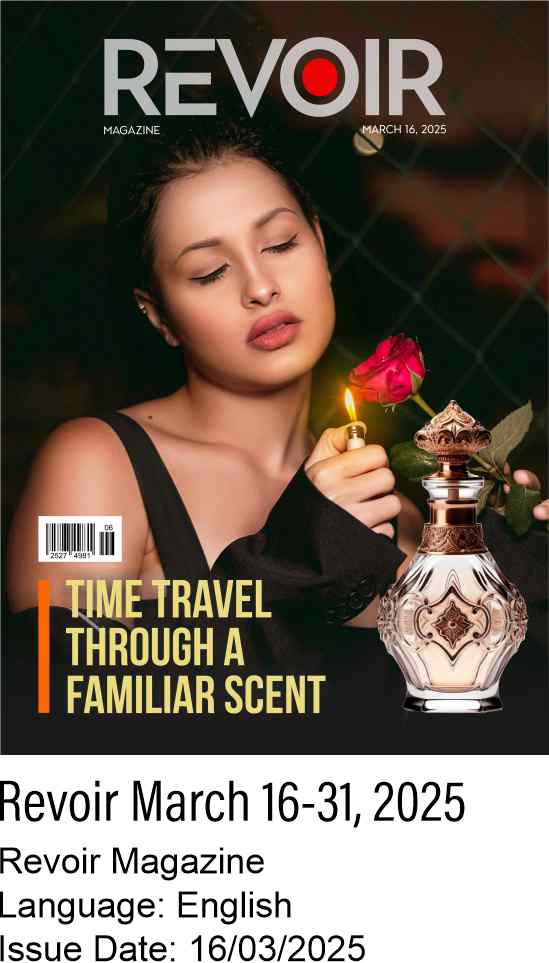 REVOIR
MAGAZINE
MARCH 16, 2025
06
2527 4981
TIME TRAVEL
THROUGH A
FAMILIAR SCENT
Revoir March 16-31, 2025
Revoir Magazine
Language: English
Issue Date: 16/03/2025